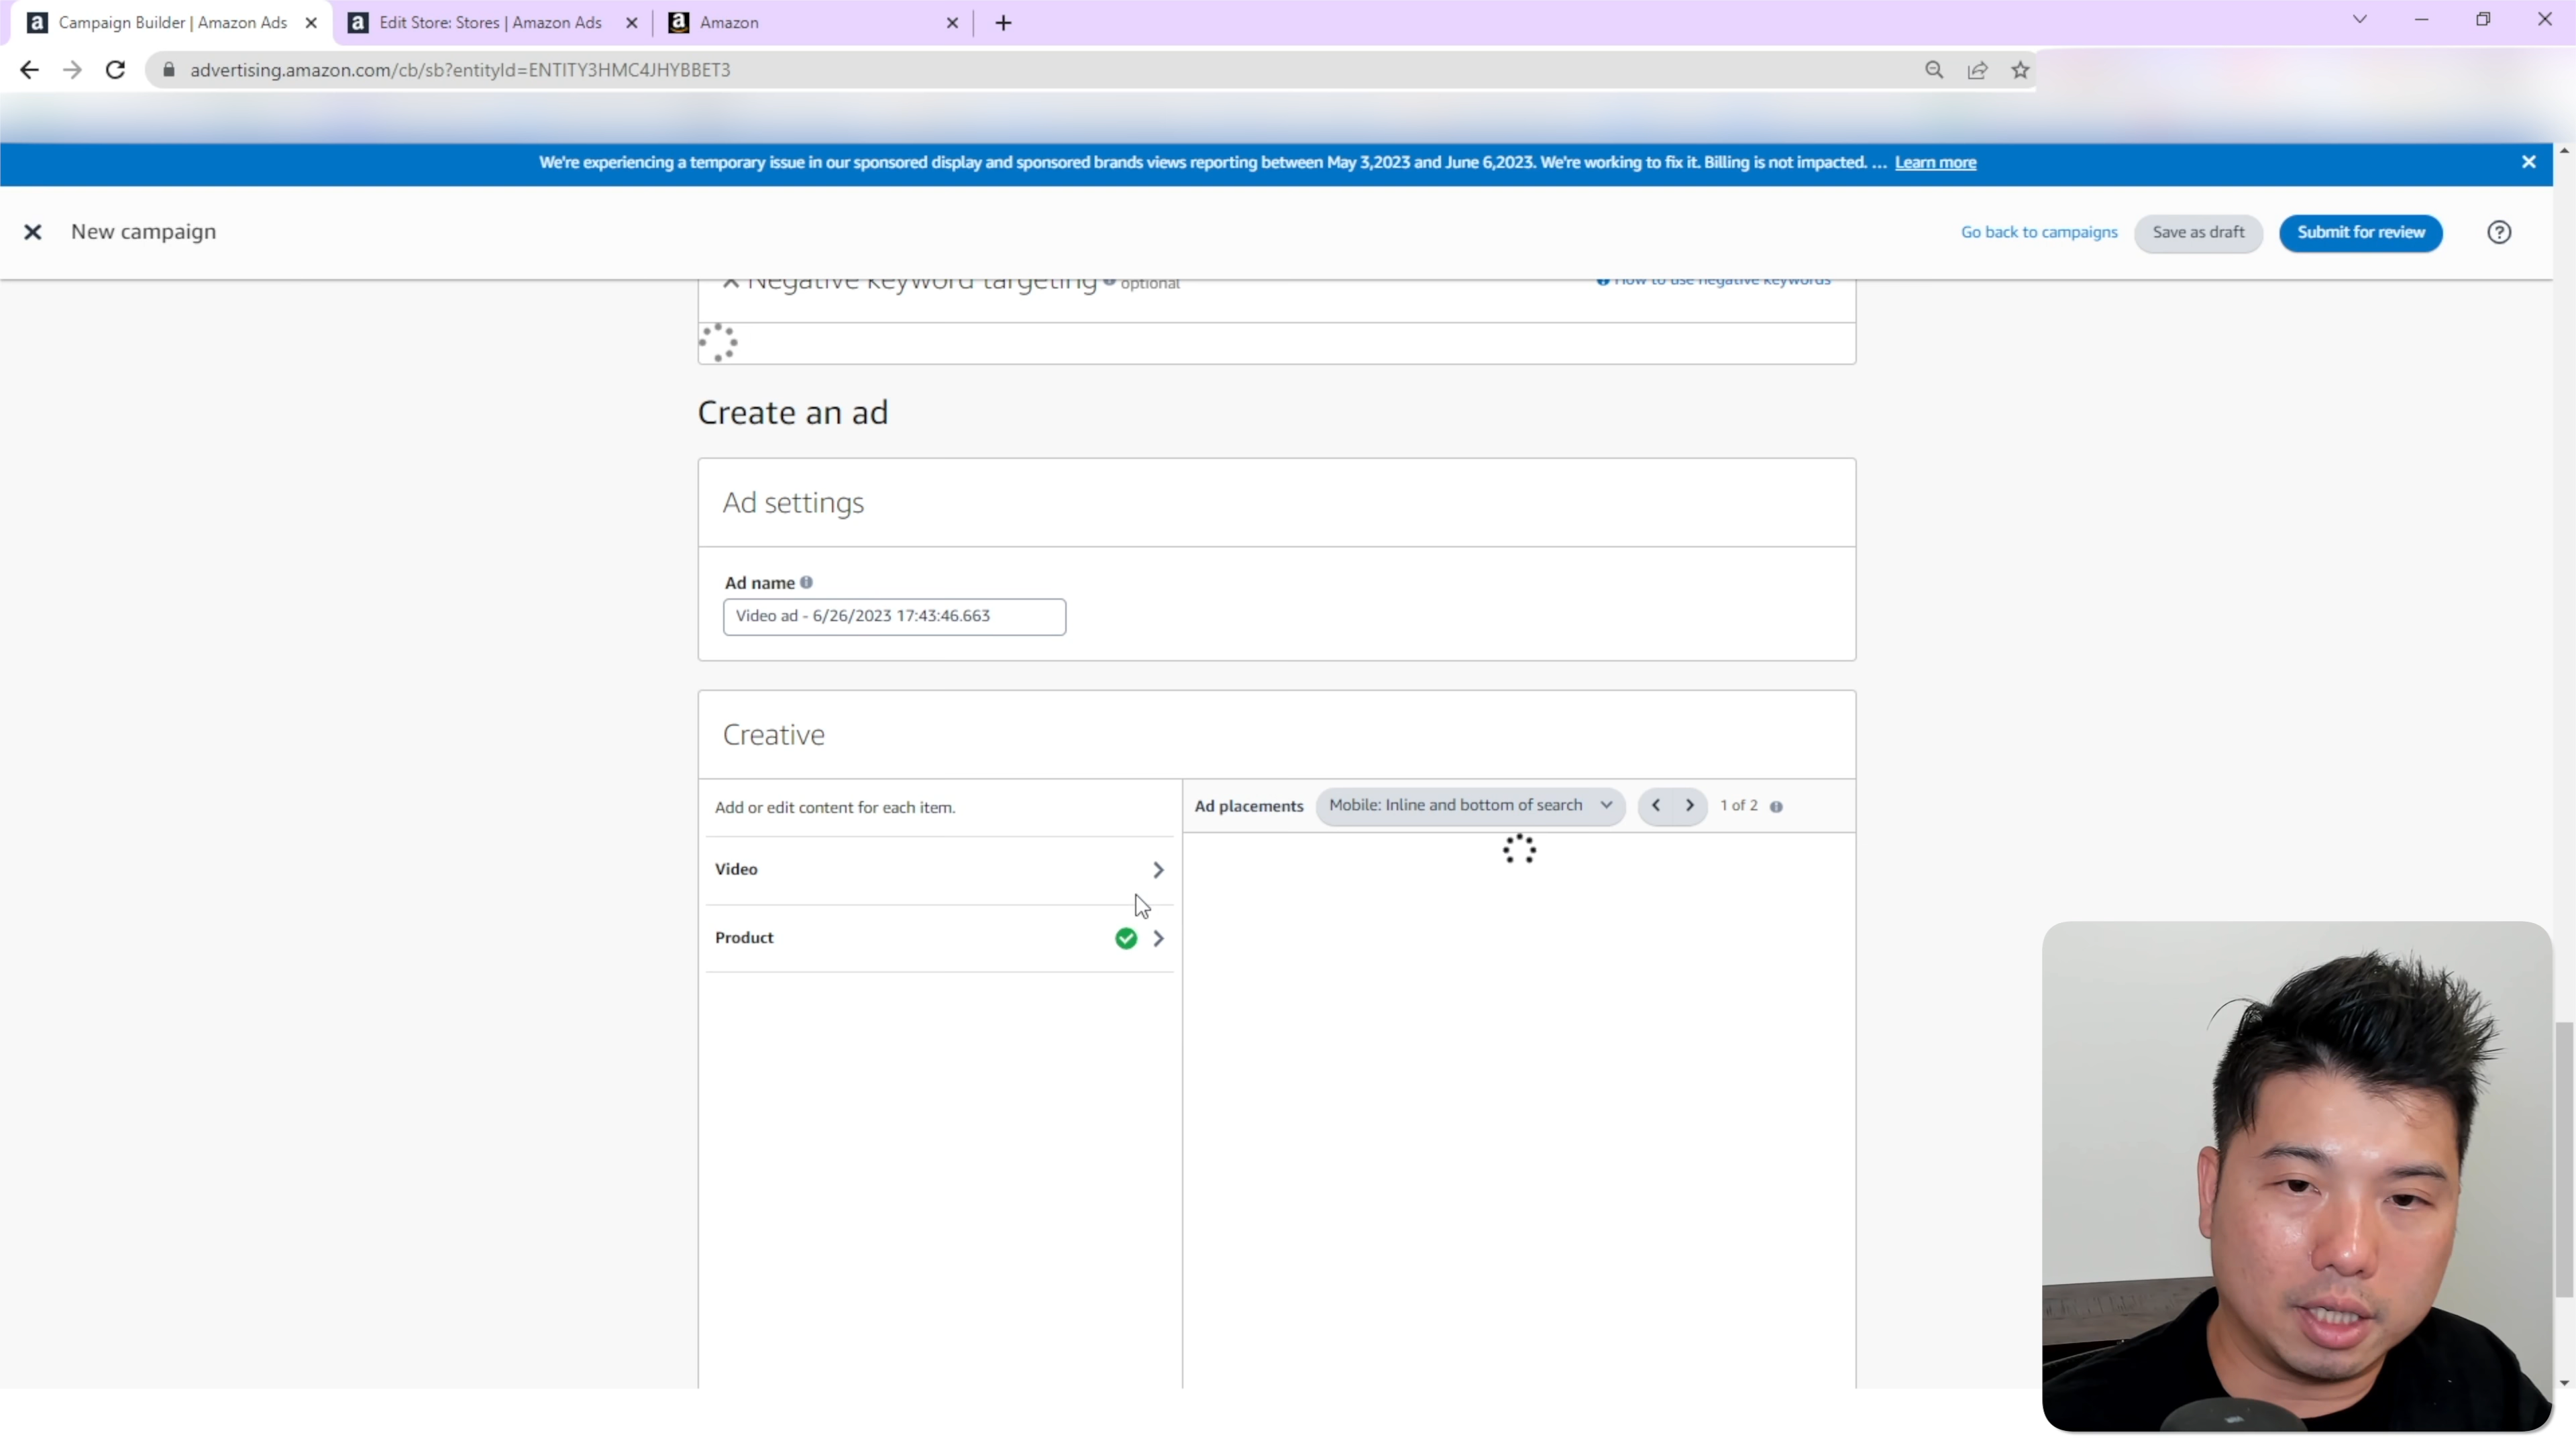 Campaign Builder | Amazon Ads
Edit Store: Stores | Amazon Ads
Amazon
advertising.amazon.com/cb/sb?entityId=ENTITY3HMC4JHYBBET3
We're experiencing a temporary issue in our sponsored display and sponsored brands views reporting between May 3,2023 and June 6,2023. We're working to fix it. Billing is not impacted. ... Learn more
New campaign
Go back to campaigns
Save as draft
Submit for review
Negative keyword targeting optional
How to use negative keywords
Create an ad
Ad settings
Ad name
Video ad - 6/26/2023 17:43:46.663
Creative
Add or edit content for each item.
Ad placements
Mobile: Inline and bottom of search
1 of 2
Video
Product